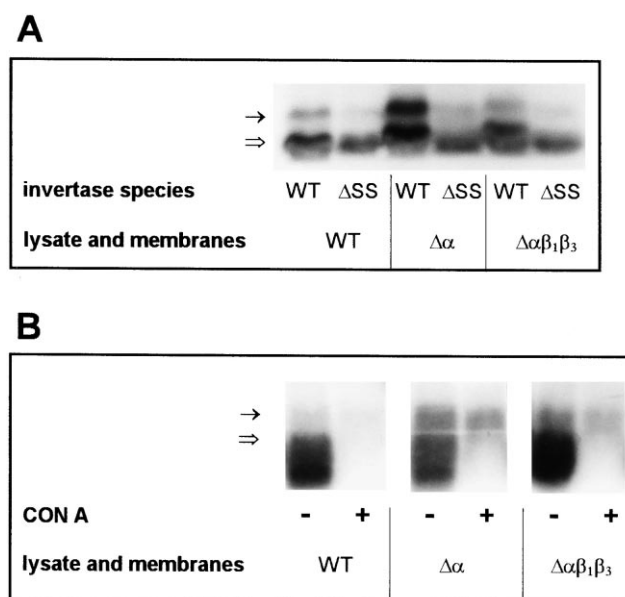 A
→
⇒
invertase species WT ΔSS WT ΔSS WT ΔSS
lysate and membranes WT Δα Δαβ₁β₃
B
→
⇒
CON A - + - + - +
lysate and membranes WT Δα Δαβ₁β₃